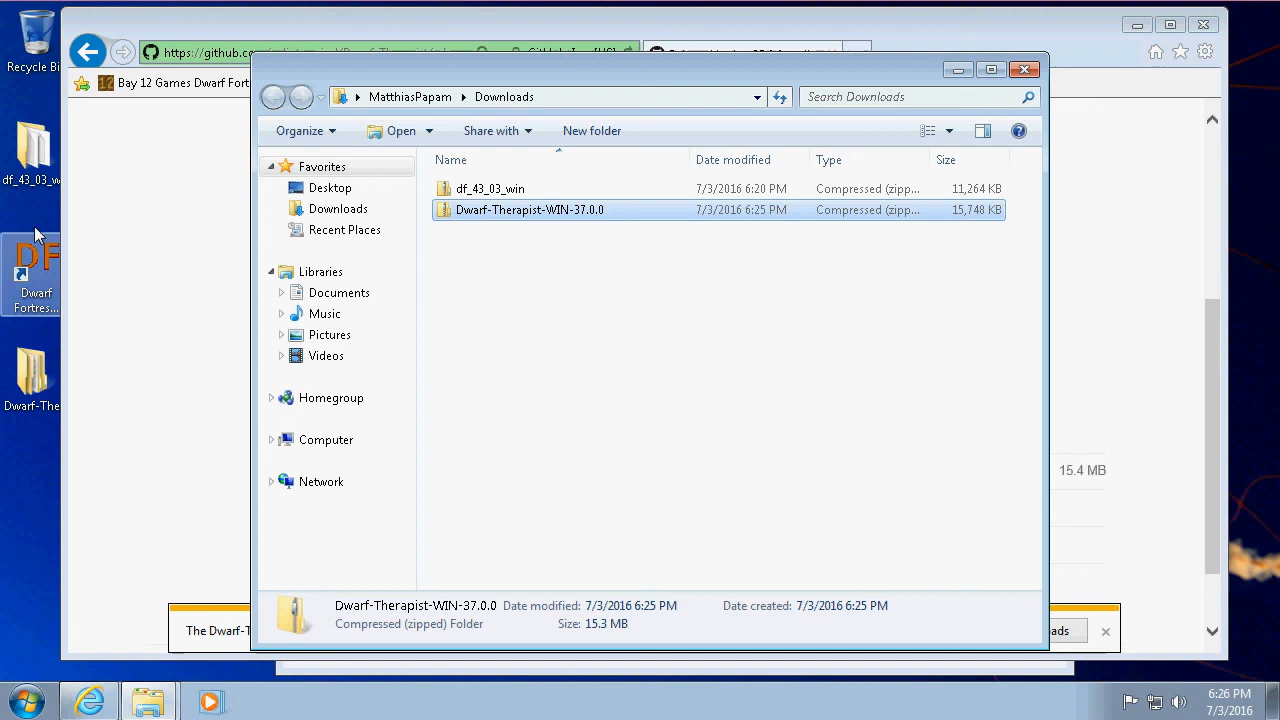 Recycle Bi
df_43_03_w
DF
Dwarf
Fortres...
Dwarf-The
https://github.c
Bay 12 Games Dwarf Fort
MatthiasPapam
Downloa
Search Downloads
Organize
Open
Share with
New folder
Name
Date modified
Type
Size
df_43_03_win
7/3/2016 6:20 PM
Compressed (zipp...
11,264 KB
Dwarf-Therapist-WIN-37.0.0
7/3/2016 6:25 PM
Compressed (zipp...
15,748 KB
Favorites
Desktop
Downloads
Recent Places
Libraries
Documents
Music
Pictures
Videos
Homegroup
Computer
Network
15.4 MB
Dwarf-Therapist-WIN-37.0.0 Date modified: 7/3/2016 6:25 PM Date created: 7/3/2016 6:25 PM
Compressed (zipped) Folder Size: 15.3 MB
The Dwarf-T
ads
6:26 PM
7/3/2016